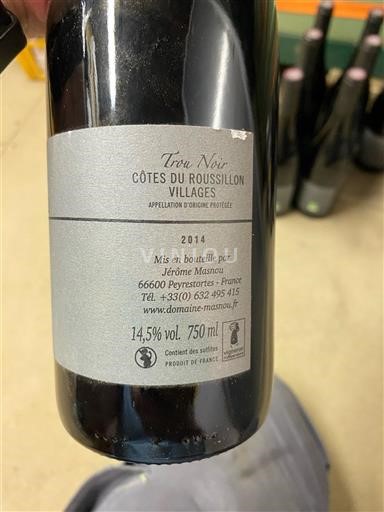 Trou Noir
CÔTES DU ROUSSILLON
VILLAGES
APPELLATION D'ORIGINE PROTÉGÉE
2014
Mis en bouteille par
Jérôme Masnou
66600 Peyrestortes - France
Tél. +33(0) 632 495 415
www.domaine-masnou.fr
14,5% vol. 750 ml
Contient des sulfites
PRODUIT DE FRANCE
vigneron